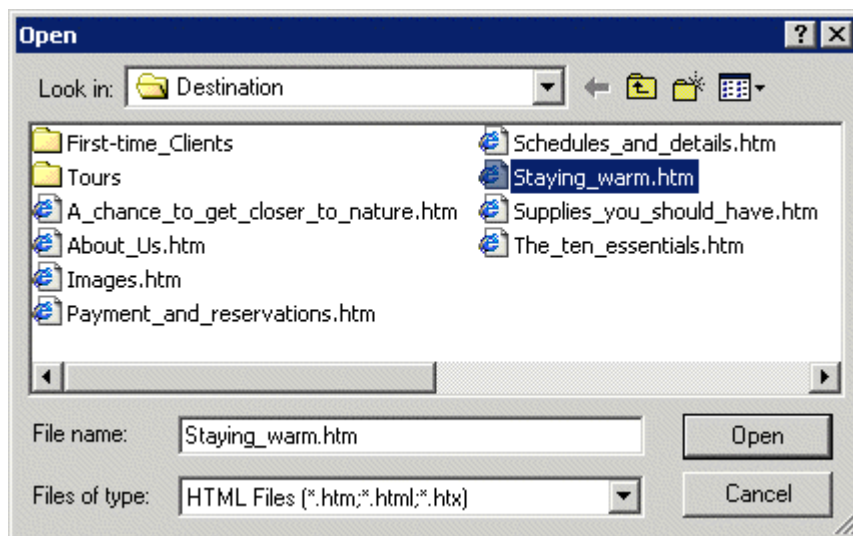 Open
Look in: Destination
First-time_Clients
Tours
A_chance_to_get_closer_to_nature.htm
About_Us.htm
Images.htm
Payment_and_reservations.htm
Schedules_and_details.htm
Staying_warm.htm
Supplies_you_should_have.htm
The_ten_essentials.htm
File name: Staying_warm.htm Open
Files of type: HTML Files (*.htm;*.html;*.htx) Cancel